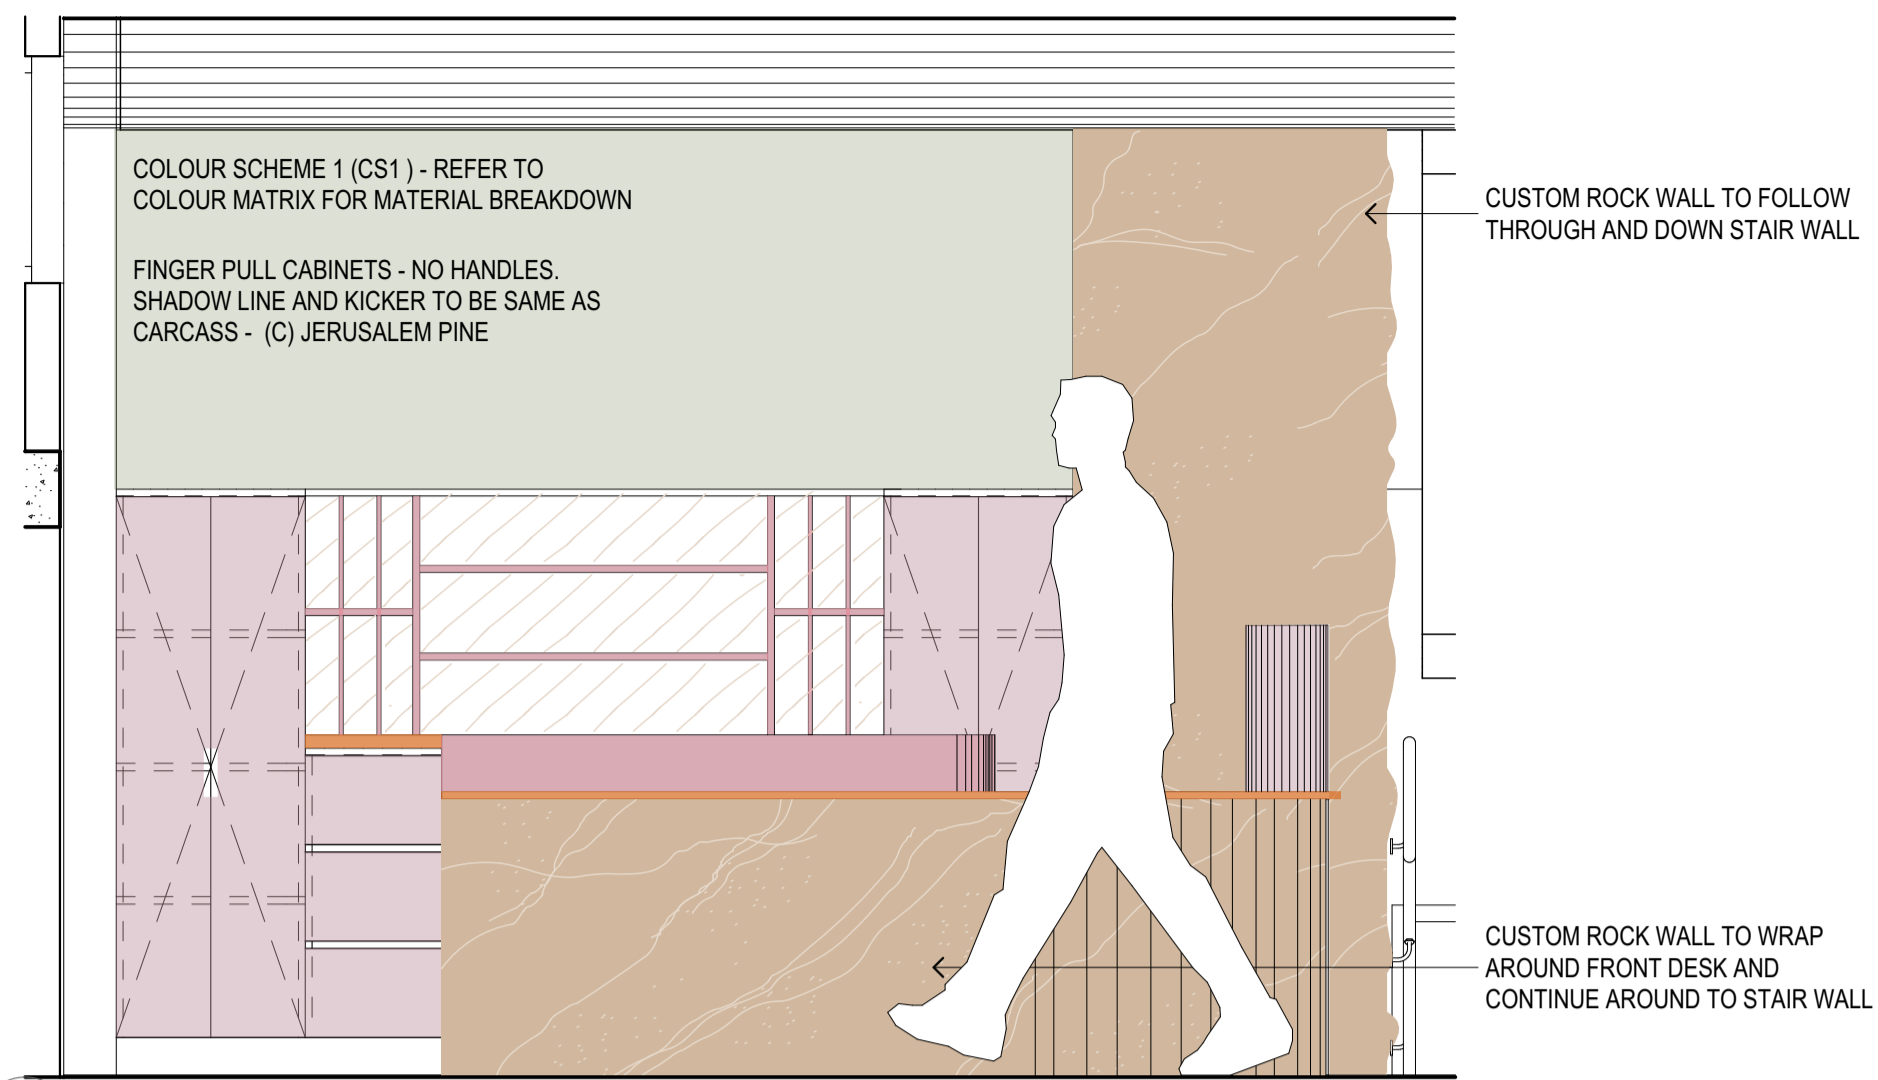 COLOUR SCHEME 1 (CS1 ) - REFER TO
COLOUR MATRIX FOR MATERIAL BREAKDOWN
FINGER PULL CABINETS - NO HANDLES.
SHADOW LINE AND KICKER TO BE SAME AS
CARCASS -  (C) JERUSALEM PINE
CUSTOM ROCK WALL TO FOLLOW
THROUGH AND DOWN STAIR WALL
CUSTOM ROCK WALL TO WRAP
AROUND FRONT DESK AND
CONTINUE AROUND TO STAIR WALL